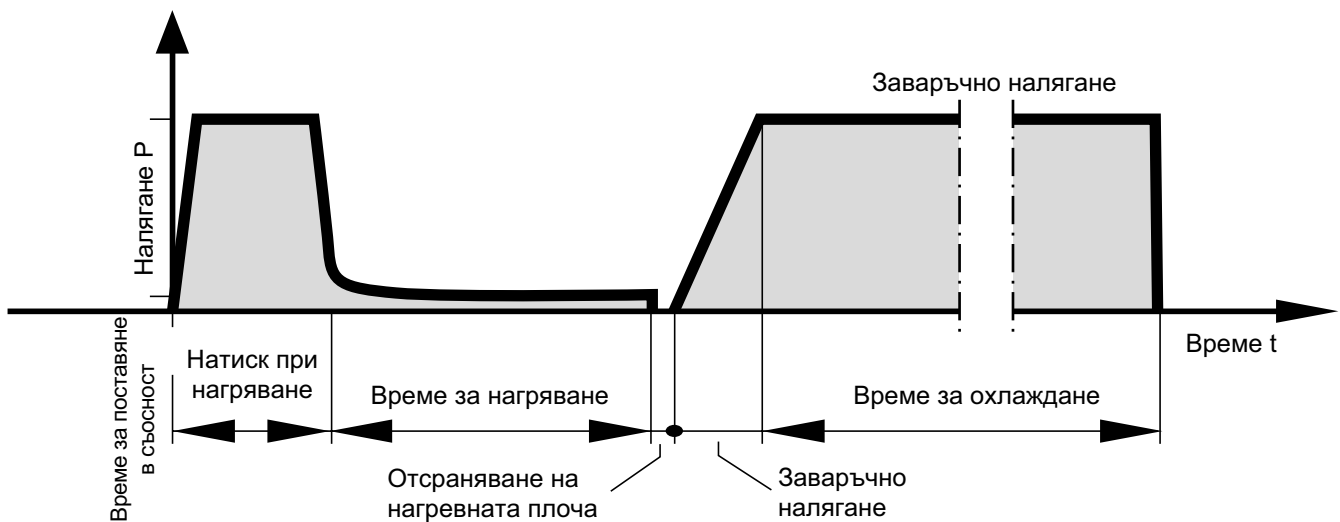 Заваръчно налягане
Налягане P
Време t
Време за поставяне
в съосност
Натиск при
нагряване
Време за нагряване
Време за охлаждане
Отсраняване на
нагревната плоча
Заваръчно
налягане